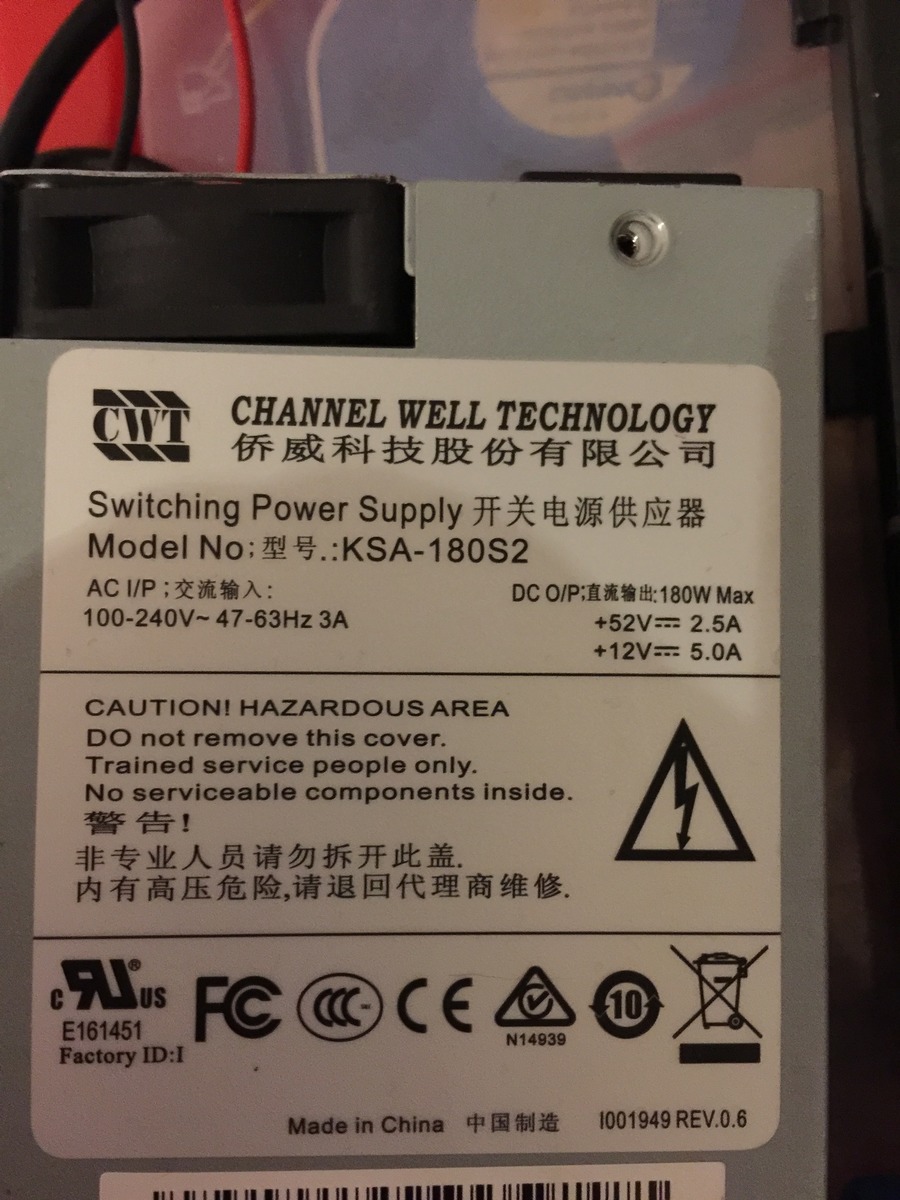 CWT
CHANNEL WELL TECHNOLOGY
侨威科技股份有限公司
Switching Power Supply 开关电源供应器
Model No;型号.:KSA-180S2
AC I/P ; 交流输入:
100-240V~ 47-63Hz 3A
DC O/P;直流输出:180W Max
+52V⎓ 2.5A
+12V⎓ 5.0A
CAUTION! HAZARDOUS AREA
DO not remove this cover.
Trained service people only.
No serviceable components inside.
警告!
非专业人员请勿拆开此盖.
内有高压危险,请退回代理商维修.
c RU ® US
E161451
Factory ID:I
FC
CCC
CE
N14939
10
Made in China 中国制造
I001949 REV.0.6